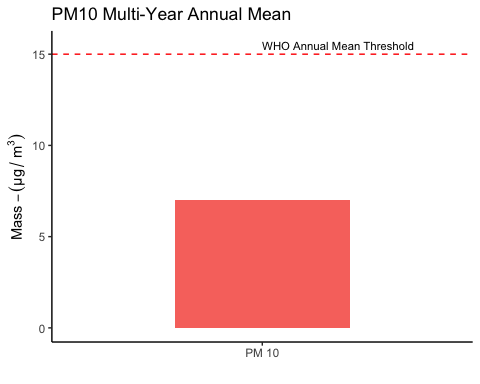 PM10 Multi-Year Annual Mean
WHO Annual Mean Threshold
15
10
5
0
Mass – (µg / m³)
PM 10